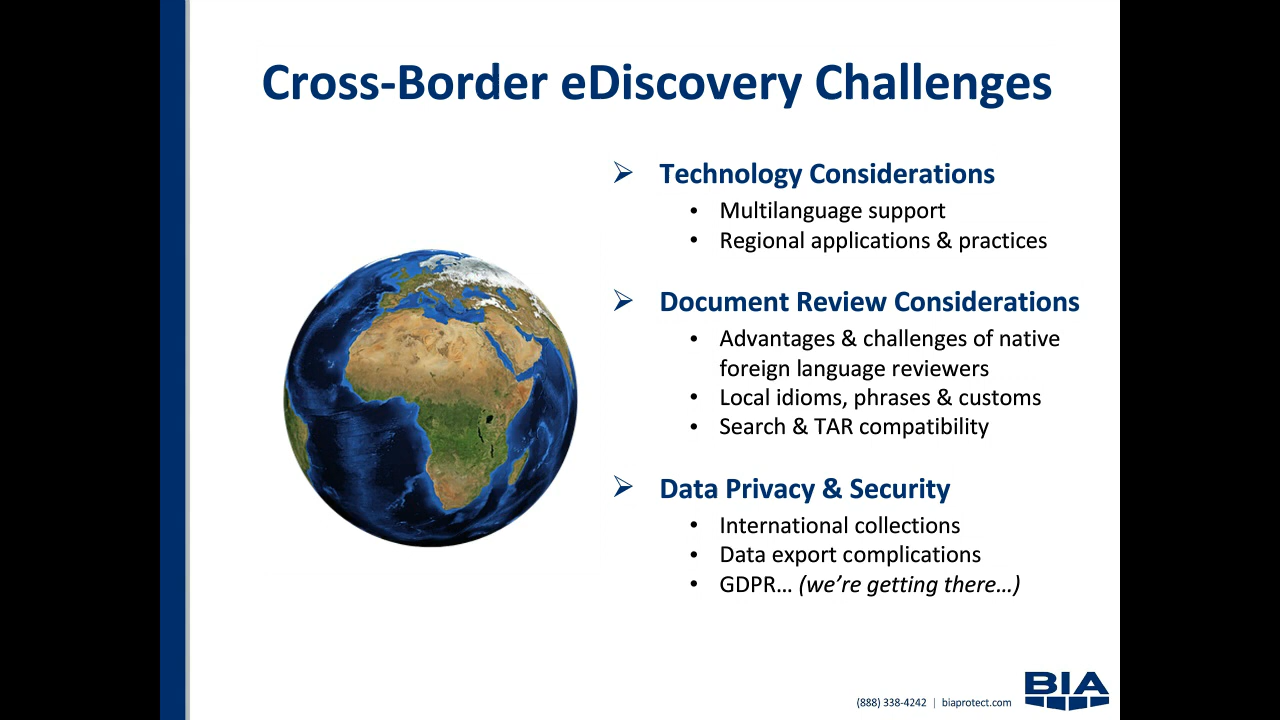 Cross-Border eDiscovery Challenges
➢ Technology Considerations
• Multilanguage support
• Regional applications & practices
➢ Document Review Considerations
• Advantages & challenges of native
foreign language reviewers
• Local idioms, phrases & customs
• Search & TAR compatibility
➢ Data Privacy & Security
• International collections
• Data export complications
• GDPR… (we’re getting there…)
(888) 338-4242 | biaprotect.com
BIA